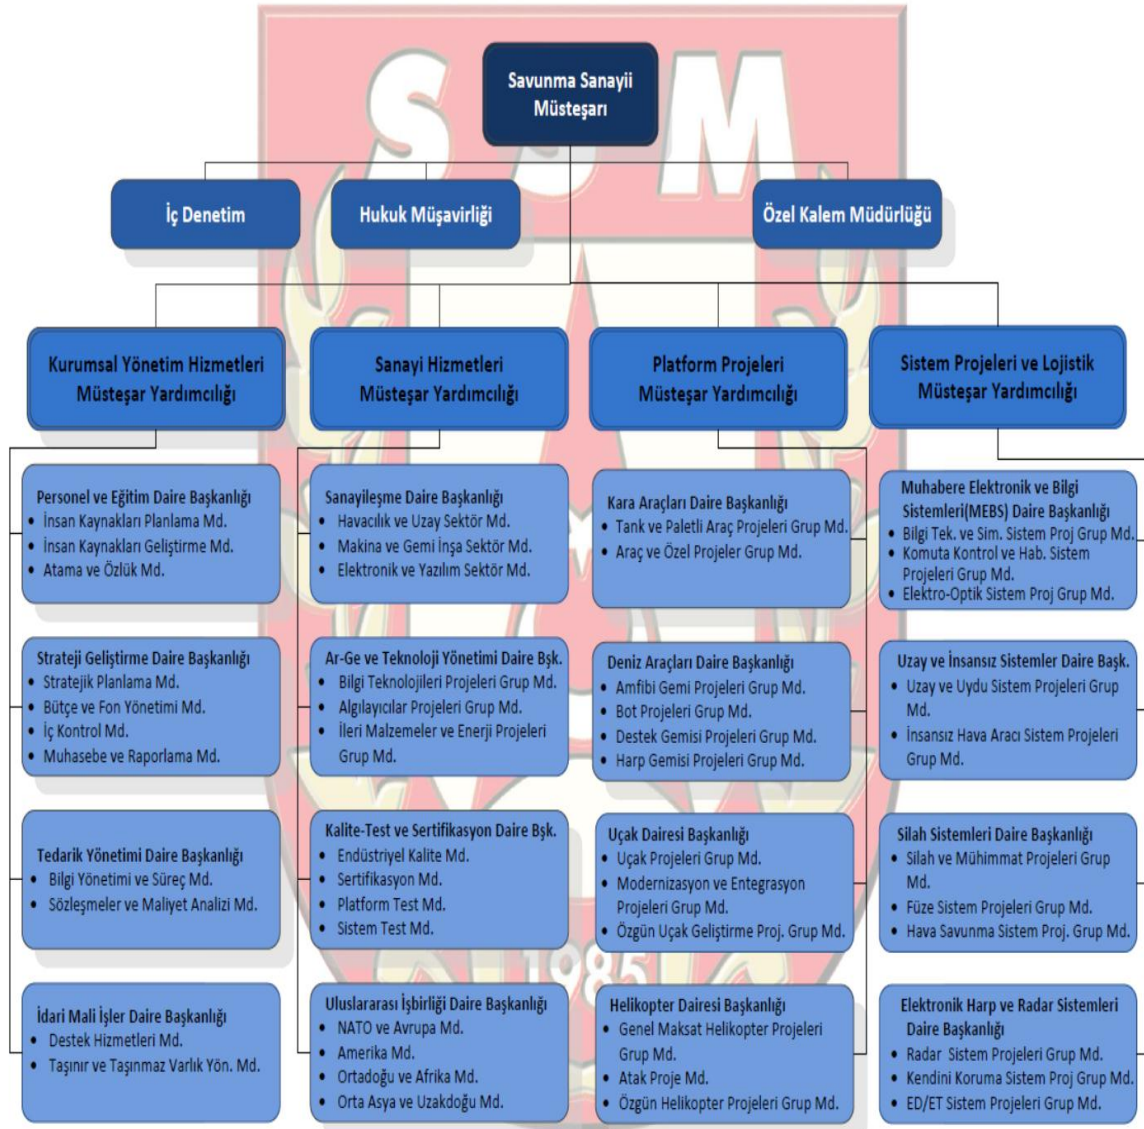 SSM
Savunma Sanayii
Müsteşarı
İç Denetim
Hukuk Müşavirliği
Özel Kalem Müdürlüğü
Kurumsal Yönetim Hizmetleri
Müsteşar Yardımcılığı
Sanayi Hizmetleri
Müsteşar Yardımcılığı
Platform Projeleri
Müsteşar Yardımcılığı
Sistem Projeleri ve Lojistik
Müsteşar Yardımcılığı
Personel ve Eğitim Daire Başkanlığı
• İnsan Kaynakları Planlama Md.
• İnsan Kaynakları Geliştirme Md.
• Atama ve Özlük Md.
Strateji Geliştirme Daire Başkanlığı
• Stratejik Planlama Md.
• Bütçe ve Fon Yönetimi Md.
• İç Kontrol Md.
• Muhasebe ve Raporlama Md.
Tedarik Yönetimi Daire Başkanlığı
• Bilgi Yönetimi ve Süreç Md.
• Sözleşmeler ve Maliyet Analizi Md.
İdari Mali İşler Daire Başkanlığı
• Destek Hizmetleri Md.
• Taşınır ve Taşınmaz Varlık Yön. Md.
Sanayileşme Daire Başkanlığı
• Havacılık ve Uzay Sektör Md.
• Makina ve Gemi İnşa Sektör Md.
• Elektronik ve Yazılım Sektör Md.
Ar-Ge ve Teknoloji Yönetimi Daire Bşk.
• Bilgi Teknolojileri Projeleri Grup Md.
• Algılayıcılar Projeleri Grup Md.
• İleri Malzemeler ve Enerji Projeleri
Grup Md.
Kalite-Test ve Sertifikasyon Daire Bşk.
• Endüstriyel Kalite Md.
• Sertifikasyon Md.
• Platform Test Md.
• Sistem Test Md.
Uluslararası İşbirliği Daire Başkanlığı
• NATO ve Avrupa Md.
• Amerika Md.
• Ortadoğu ve Afrika Md.
• Orta Asya ve Uzakdoğu Md.
Kara Araçları Daire Başkanlığı
• Tank ve Paletli Araç Projeleri Grup Md.
• Araç ve Özel Projeler Grup Md.
Deniz Araçları Daire Başkanlığı
• Amfibi Gemi Projeleri Grup Md.
• Bot Projeleri Grup Md.
• Destek Gemisi Projeleri Grup Md.
• Harp Gemisi Projeleri Grup Md.
Uçak Dairesi Başkanlığı
• Uçak Projeleri Grup Md.
• Modernizasyon ve Entegrasyon
Projeleri Grup Md.
• Özgün Uçak Geliştirme Proj. Grup Md.
Helikopter Dairesi Başkanlığı
• Genel Maksat Helikopter Projeleri
Grup Md.
• Atak Proje Md.
• Özgün Helikopter Projeleri Grup Md.
Muhabere Elektronik ve Bilgi
Sistemleri(MEBS) Daire Başkanlığı
• Bilgi Tek. ve Sim. Sistem Proj Grup Md.
• Komuta Kontrol ve Hab. Sistem
Projeleri Grup Md.
• Elektro-Optik Sistem Proj Grup Md.
Uzay ve İnsansız Sistemler Daire Başk.
• Uzay ve Uydu Sistem Projeleri Grup
Md.
• İnsansız Hava Aracı Sistem Projeleri
Grup Md.
Silah Sistemleri Daire Başkanlığı
• Silah ve Mühimmat Projeleri Grup
Md.
• Füze Sistem Projeleri Grup Md.
• Hava Savunma Sistem Proj. Grup Md.
Elektronik Harp ve Radar Sistemleri
Daire Başkanlığı
• Radar Sistem Projeleri Grup Md.
• Kendini Koruma Sistem Proj Grup Md.
• ED/ET Sistem Projeleri Grup Md.
1985